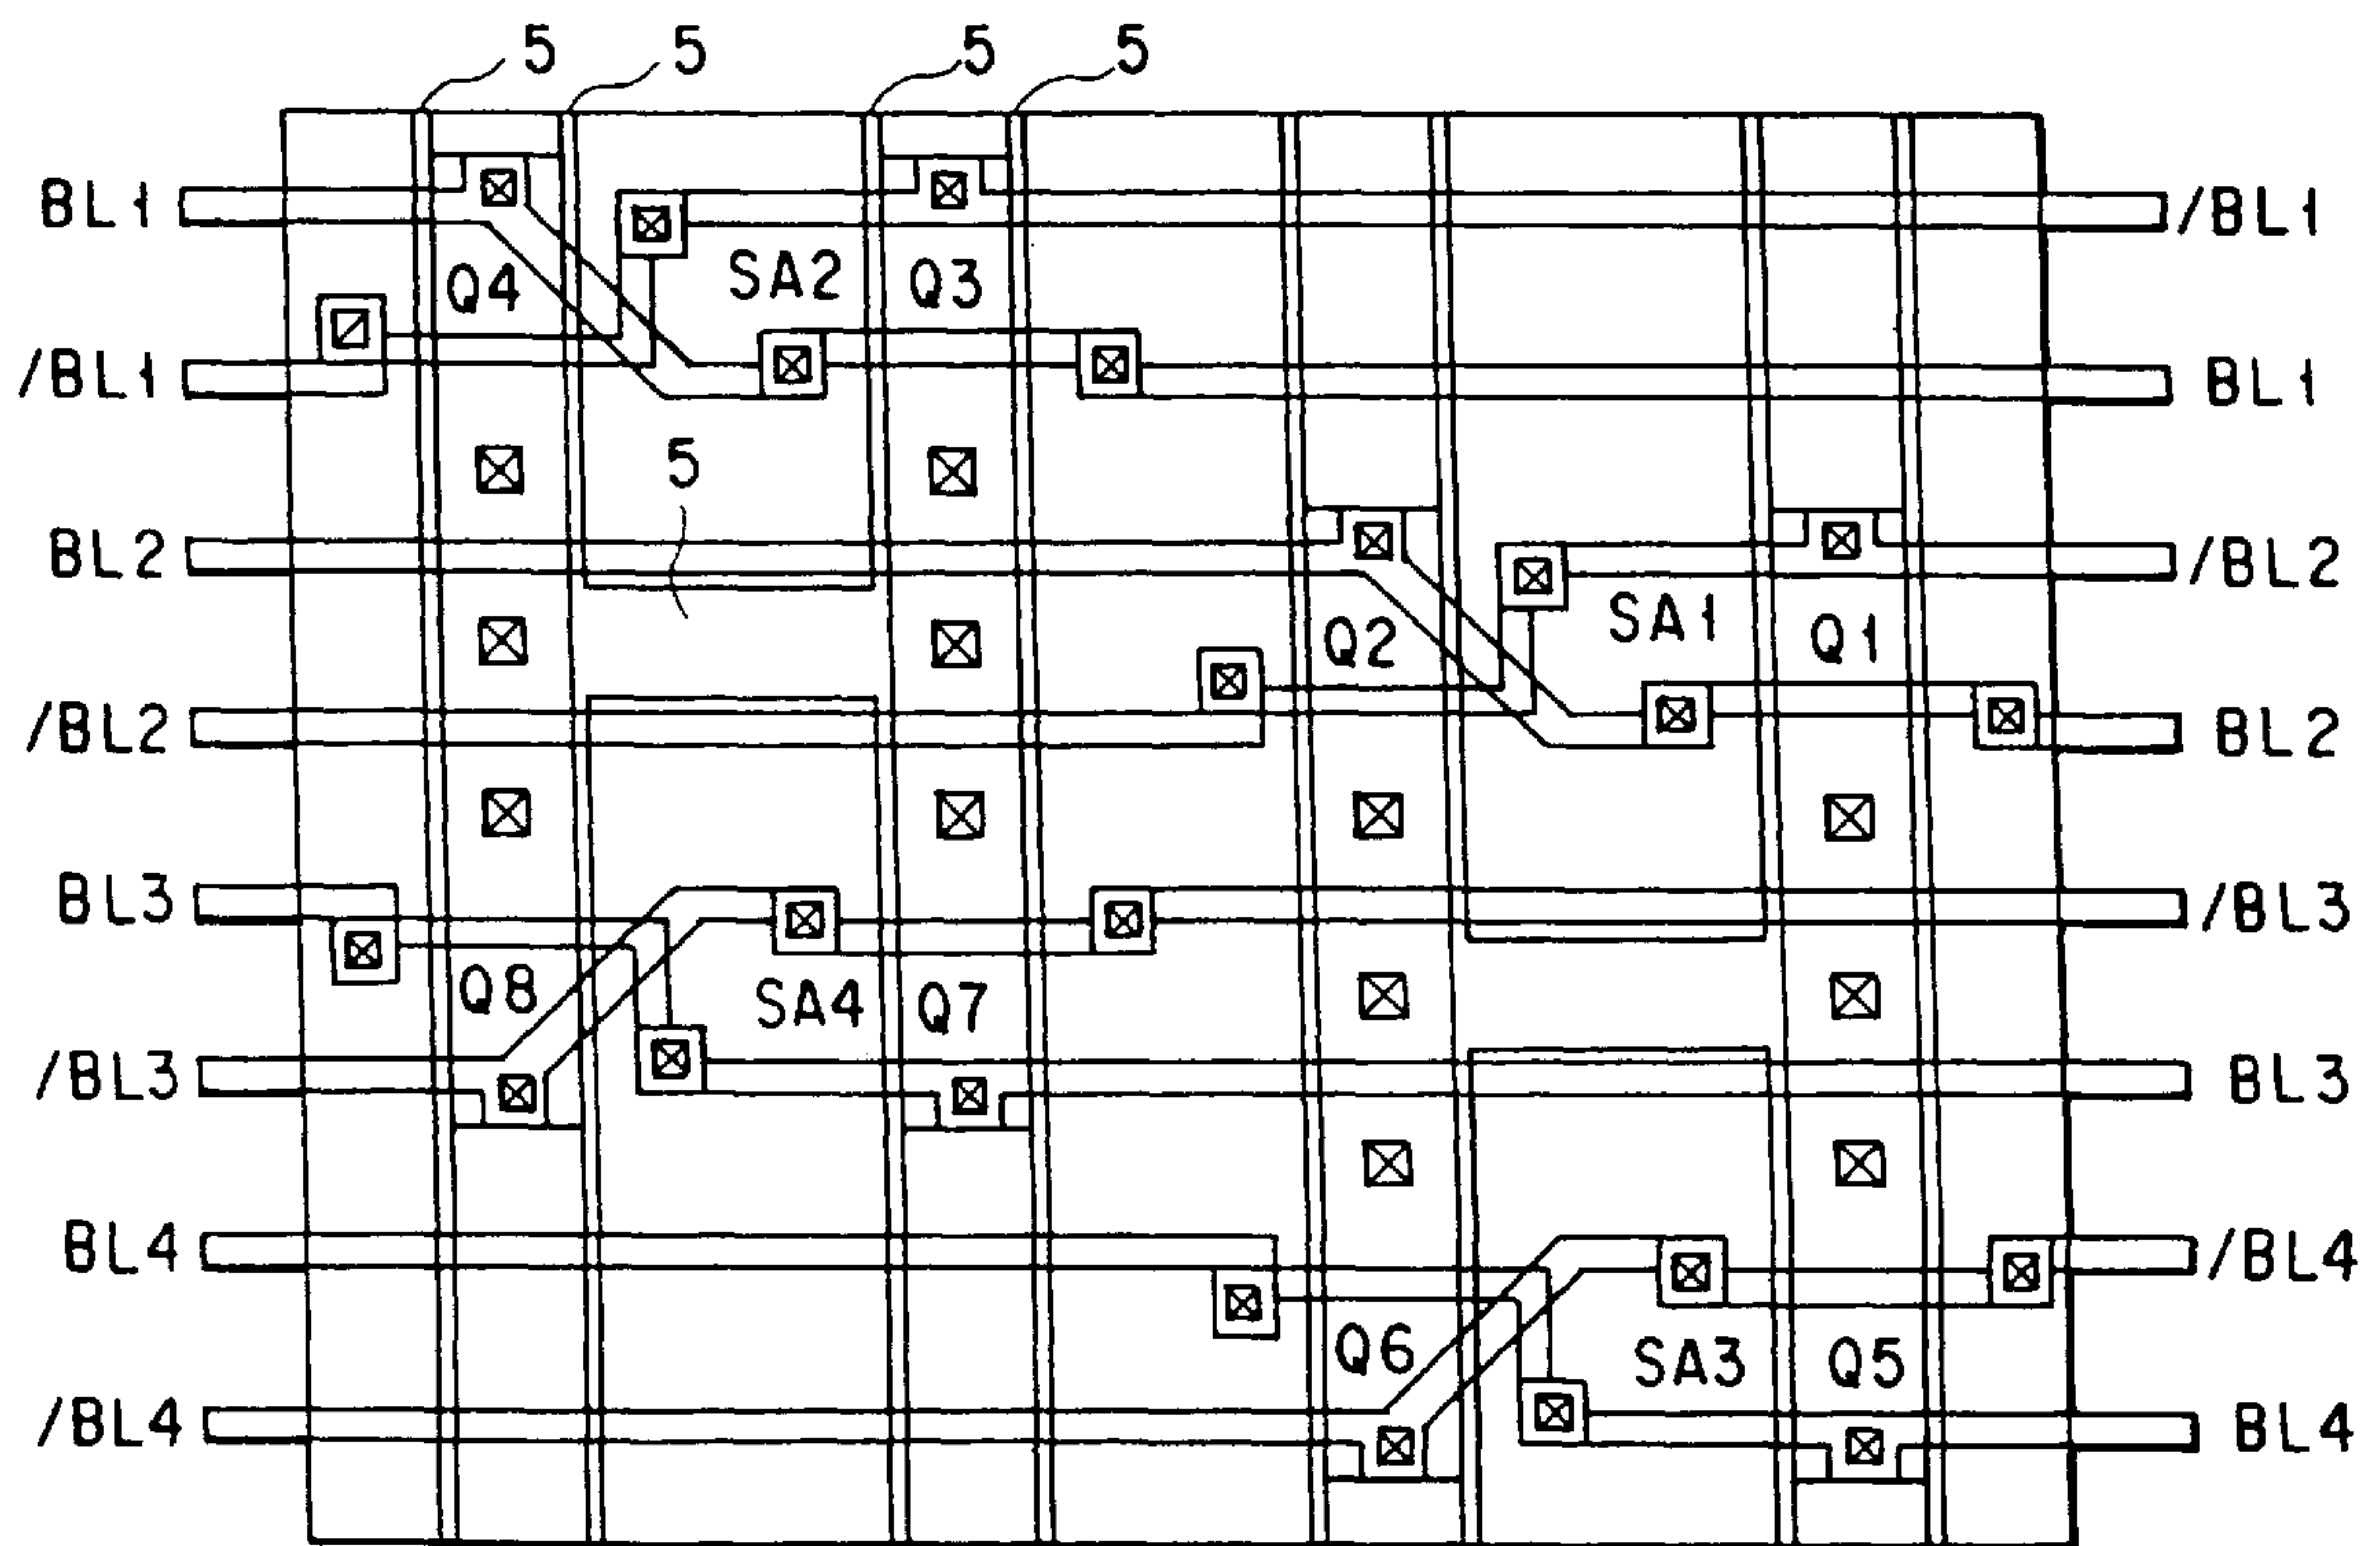 5 5 5 5
BL1 /BL1
Q4 SA2 Q3
/BL1 BL1
5
BL2 /BL2
Q2 SA1 Q1
/BL2 BL2
BL3 /BL3
Q8 SA4 Q7
/BL3 BL3
BL4 /BL4
Q6 SA3 Q5
/BL4 BL4